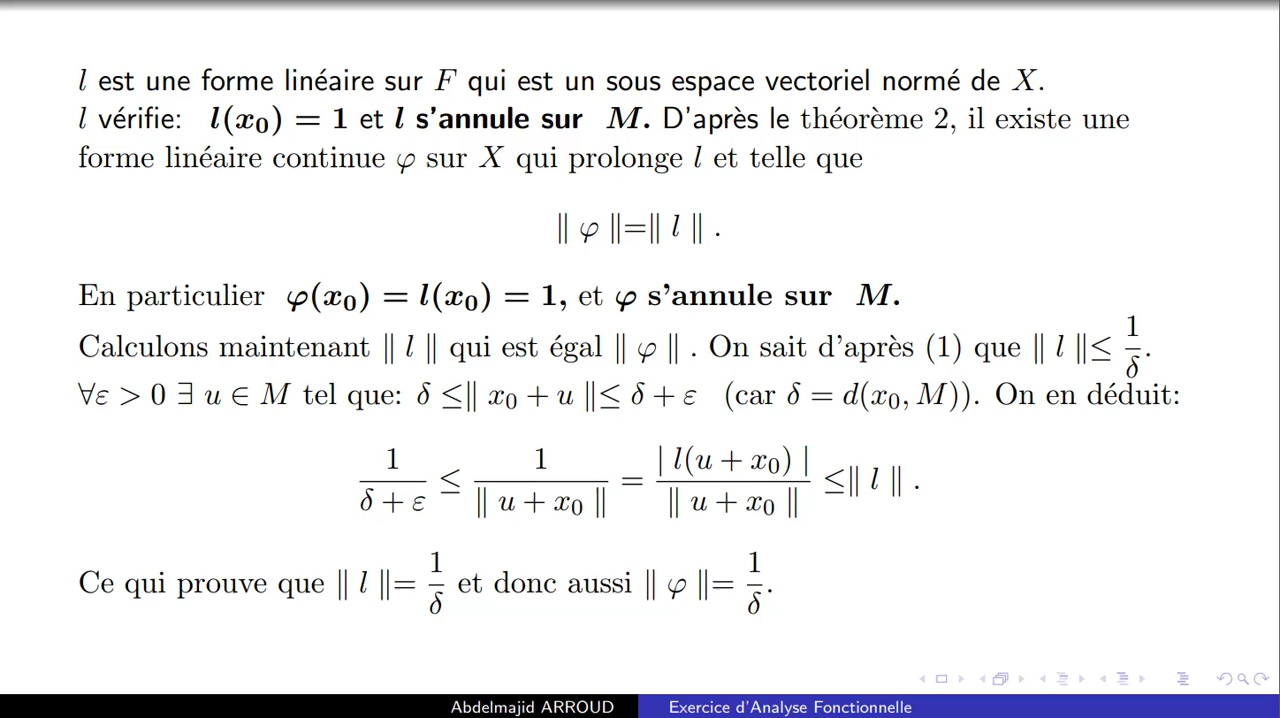 l est une forme linéaire sur F qui est un sous espace vectoriel normé de X.
l vérifie: l(x₀) = 1 et l s'annule sur M. D'après le théorème 2, il existe une
forme linéaire continue φ sur X qui prolonge l et telle que
‖ φ ‖=‖ l ‖ .
En particulier φ(x₀) = l(x₀) = 1, et φ s'annule sur M.
Calculons maintenant ‖ l ‖ qui est égal ‖ φ ‖ . On sait d'après (1) que ‖ l ‖≤ 1/δ.
∀ε > 0 ∃ u ∈ M tel que: δ ≤‖ x₀ + u ‖≤ δ + ε (car δ = d(x₀, M)). On en déduit:
1/(δ + ε) ≤ 1/‖ u + x₀ ‖ = | l(u + x₀) |/‖ u + x₀ ‖ ≤‖ l ‖ .
Ce qui prouve que ‖ l ‖= 1/δ et donc aussi ‖ φ ‖= 1/δ.
Abdelmajid ARROUD Exercice d'Analyse Fonctionnelle